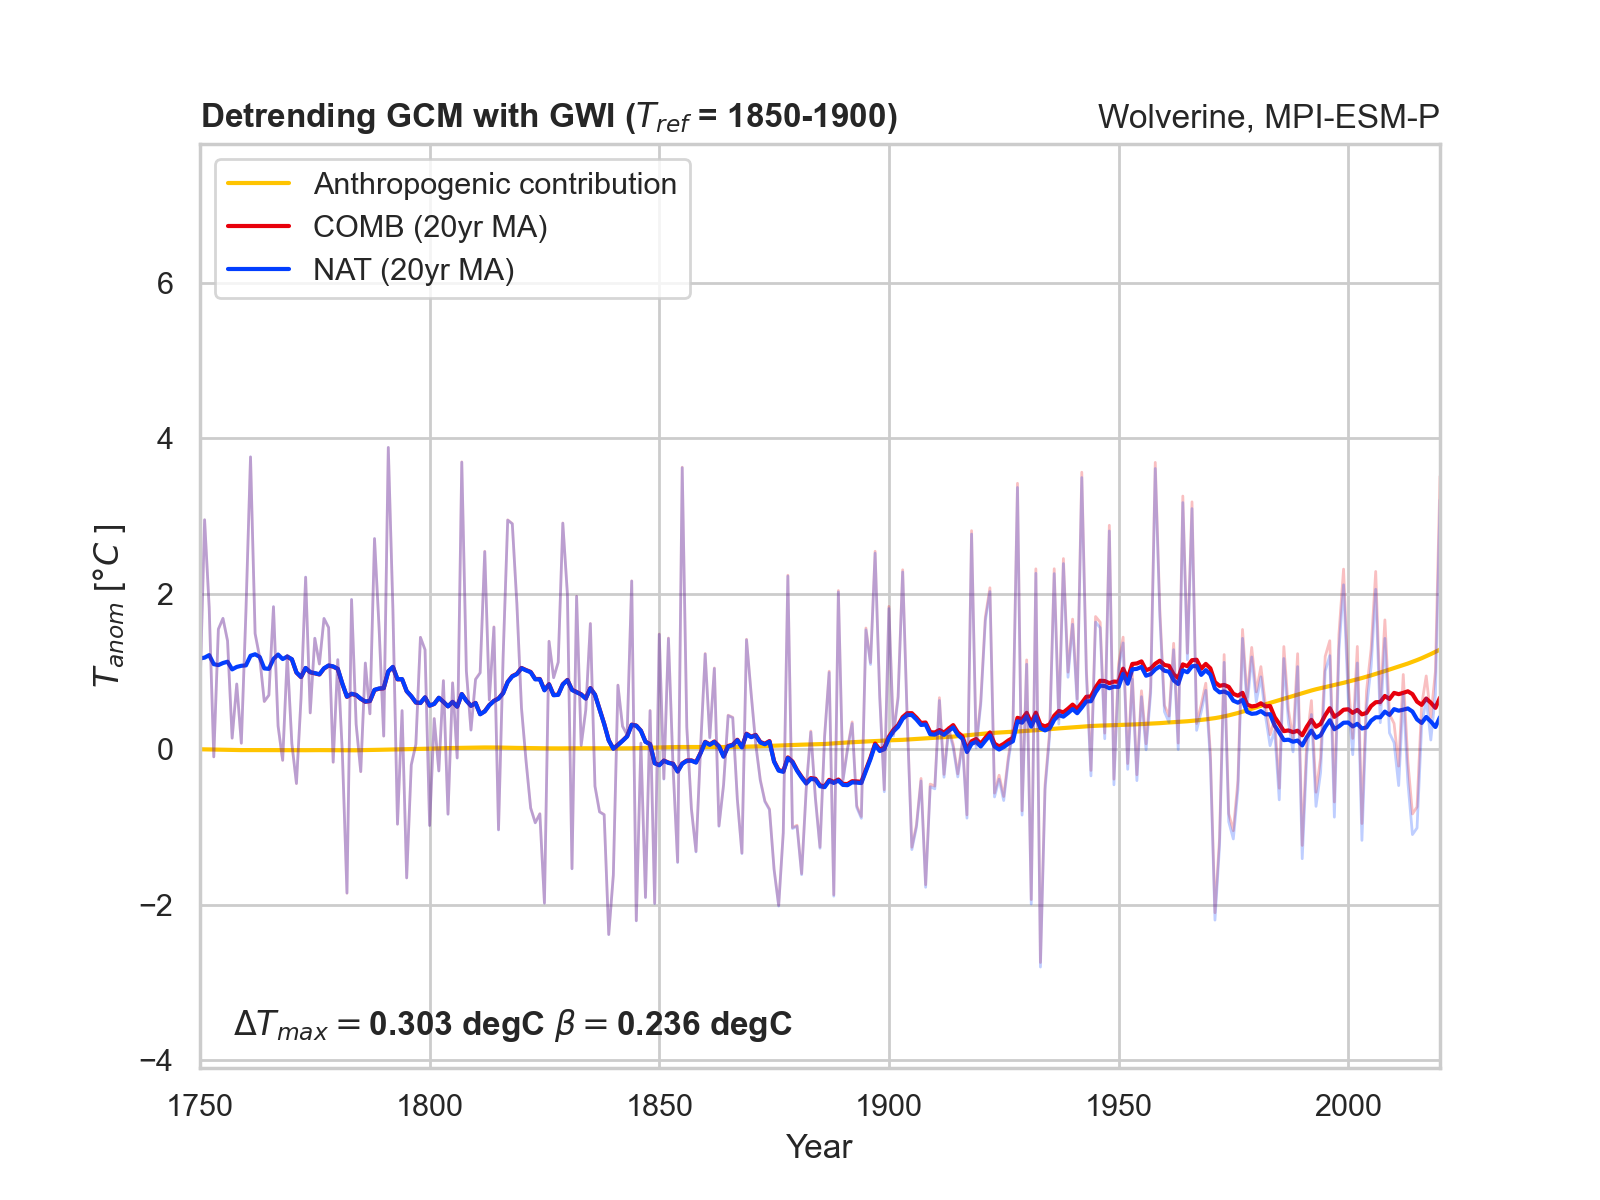 Detrending GCM with GWI (T_ref = 1850-1900)
Wolverine, MPI-ESM-P
Anthropogenic contribution
COMB (20yr MA)
NAT (20yr MA)
6
4
2
0
−2
−4
T_anom [°C ]
ΔT_max = 0.303 degC β = 0.236 degC
1750 1800 1850 1900 1950 2000
Year